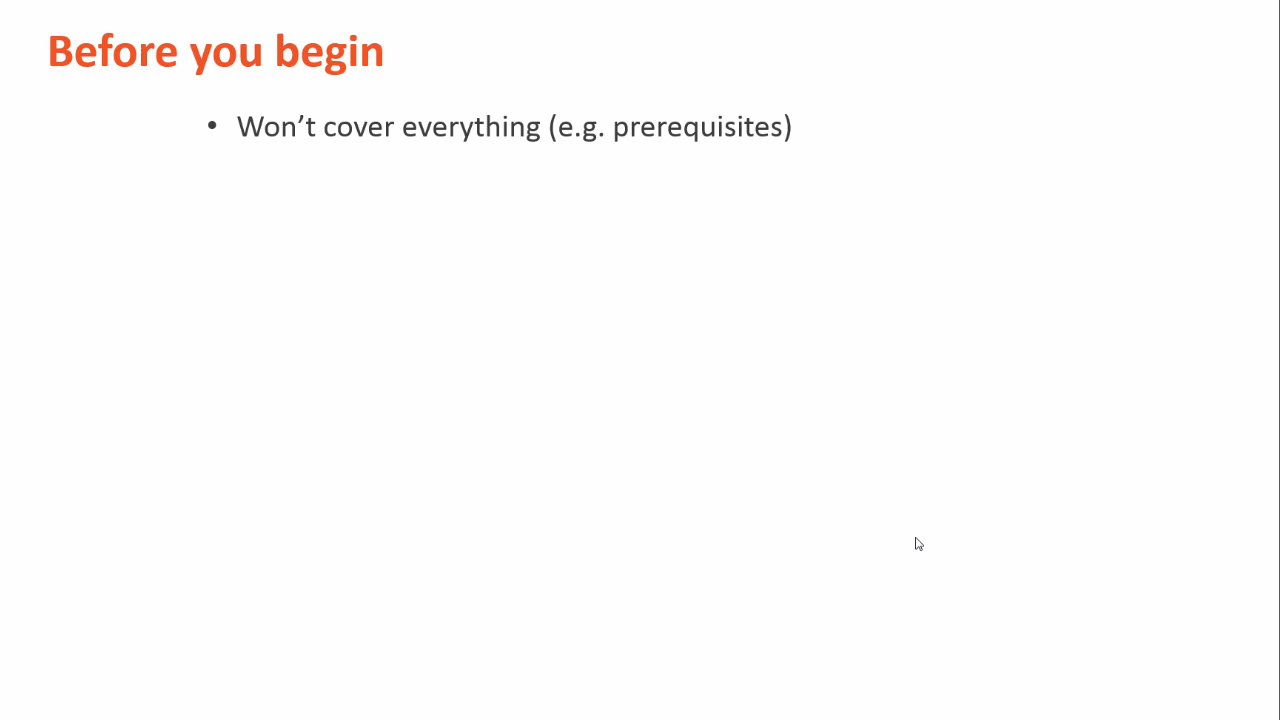 Before you begin
• Won’t cover everything (e.g. prerequisites)